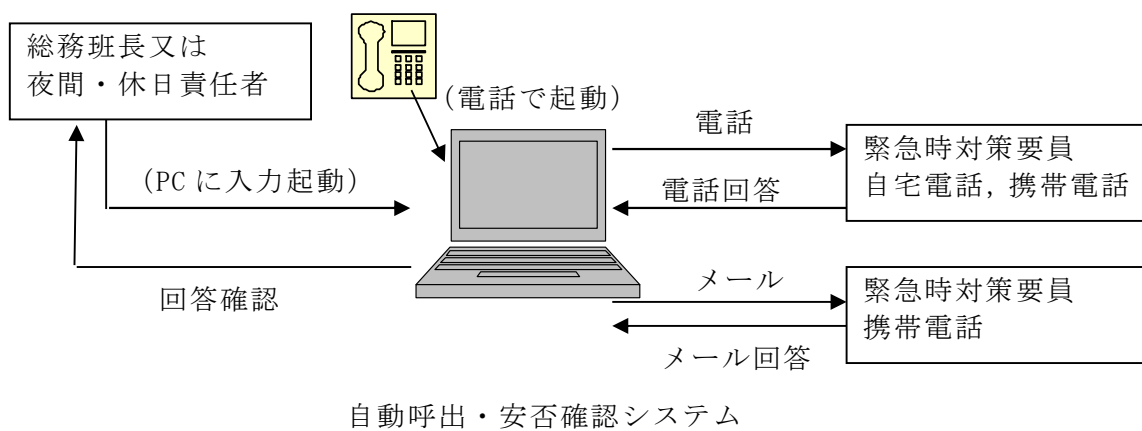 総務班長又は
夜間・休日責任者
(電話で起動)
電話
緊急時対策要員
自宅電話, 携帯電話
(PC に入力起動)
電話回答
回答確認
メール
緊急時対策要員
携帯電話
メール回答
自動呼出・安否確認システム